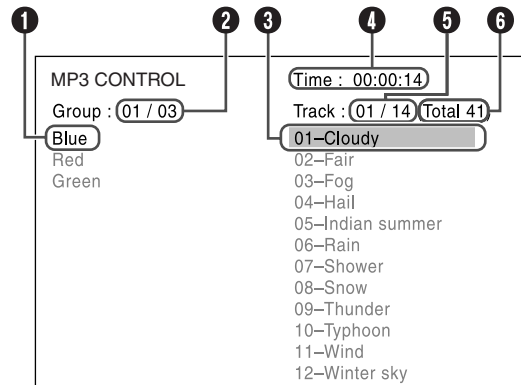 1 2 3 4 5 6
MP3 CONTROL
Group : 01 / 03
Blue
Red
Green
Time : 00:00:14
Track : 01 / 14 Total 41
01–Cloudy
02–Fair
03–Fog
04–Hail
05–Indian summer
06–Rain
07–Shower
08–Snow
09–Thunder
10–Typhoon
11–Wind
12–Winter sky